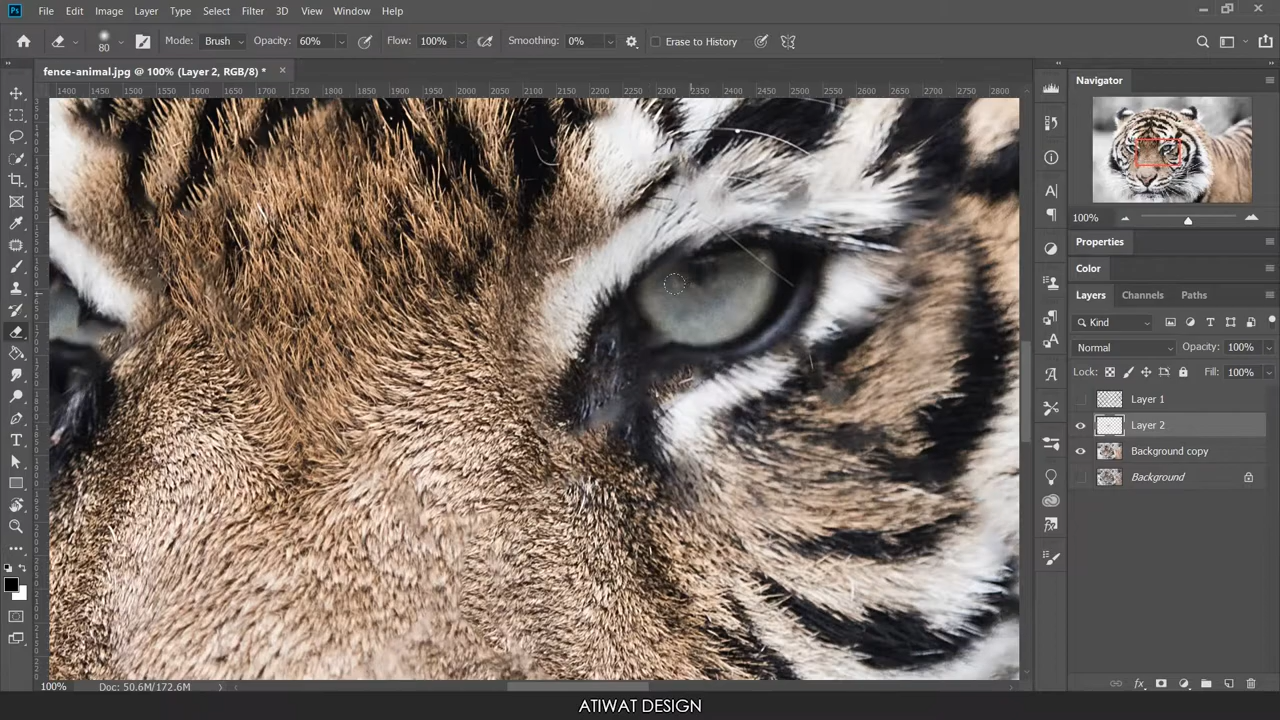 Ps File Edit Image Layer Type Select Filter 3D View Window Help
80 Mode: Brush Opacity: 60% Flow: 100% Smoothing: 0% Erase to History
fence-animal.jpg @ 100% (Layer 2, RGB/8) *
1400 1450 1500 1550 1600 1650 1700 1750 1800 1850 1900 1950 2000 2050 2100 2150 2200 2250 2300 2350 2400 2450 2500 2550 2600 2650 2700 2750 2800
Navigator
100%
Properties
Color
Layers Channels Paths
Kind
Normal Opacity: 100%
Lock: Fill: 100%
Layer 1
Layer 2
Background copy
Background
100% Doc: 50.6M/172.6M
ATIWAT DESIGN